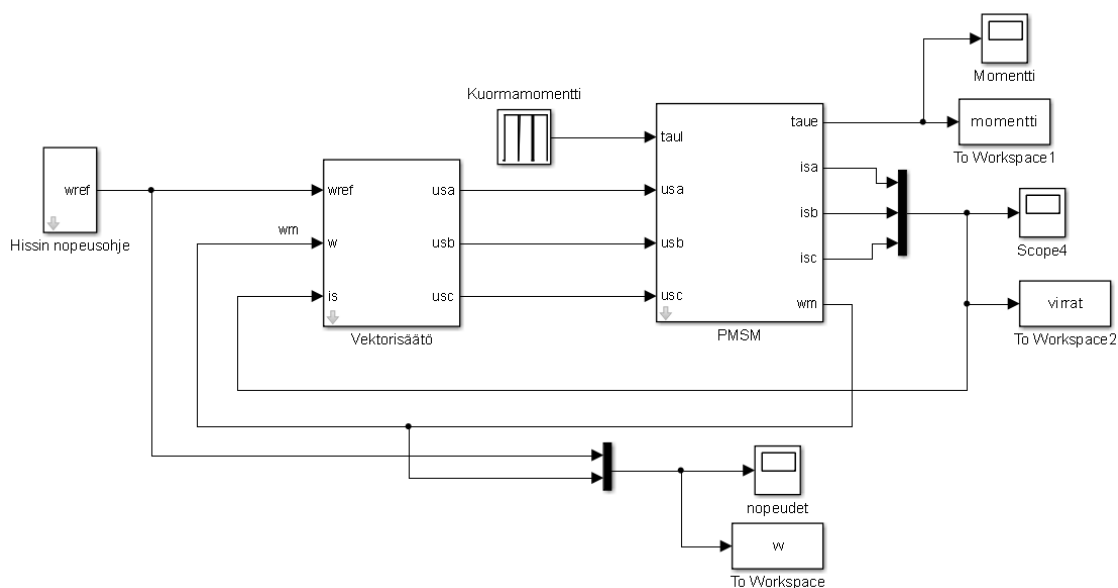 Momentti
Kuormamomentti
taue
momentti
To Workspace1
taul
isa
wref
wref
usa
usa
isb
Hissin nopeusohje
wm
w
usb
usb
Scope4
isc
is
usc
usc
wm
virrat
Vektorisäätö
PMSM
To Workspace2
nopeudet
w
To Workspace